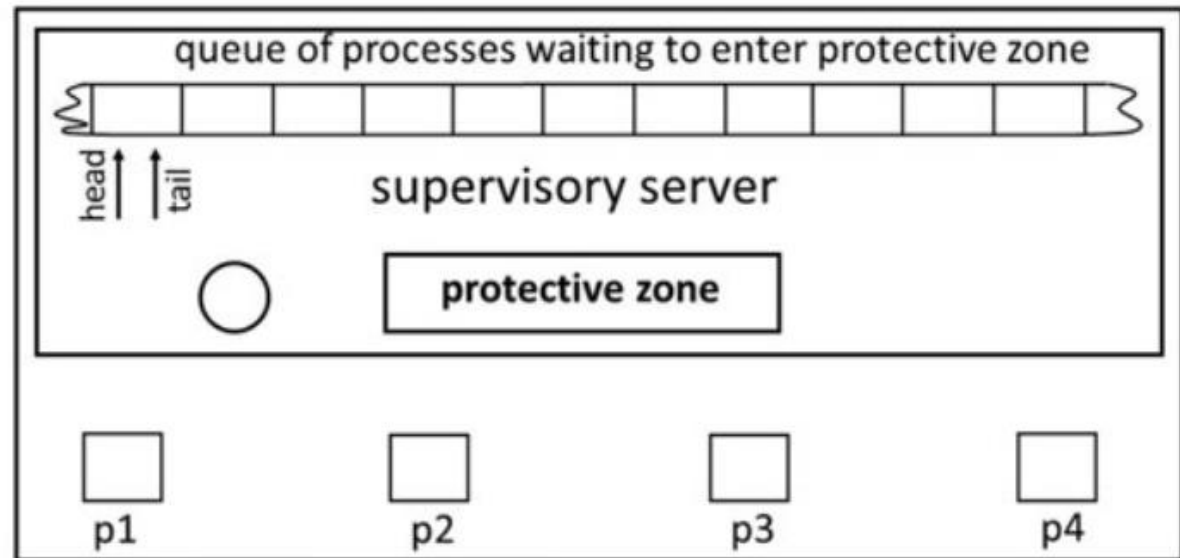 queue of processes waiting to enter protective zone
head
tail
supervisory server
protective zone
p1 p2 p3 p4